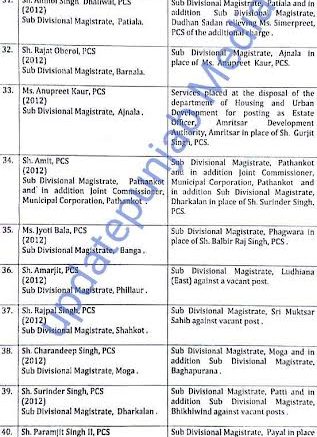 Sh. Anmol Singh Dhaliwal, PCS
(2012)
Sub Divisional Magistrate, Patiala.
Sub Divisional Magistrate, Patiala and in
addition Sub Divisional Magistrate,
Dudhan Sadan relieving Ms. Simerpreet,
PCS of the additional charge .
32.
Sh. Rajat Oberoi, PCS
(2012)
Sub Divisional Magistrate, Barnala.
Sub Divisional Magistrate, Ajnala in
place of Ms. Anupreet Kaur, PCS.
33.
Ms. Anupreet Kaur, PCS
(2012)
Sub Divisional Magistrate, Ajnala .
Services placed at the disposal of the
department of Housing and Urban
Development for posting as Estate
Officer, Amritsar Development
Authority, Amritsar in place of Sh. Gurjit
Singh, PCS.
34.
Sh. Amit, PCS
(2012)
Sub Divisional Magistrate, Pathankot
and in addition Joint Commissioner,
Municipal Corporation, Pathankot .
Sub Divisional Magistrate, Pathankot
and in addition Joint Commissioner,
Municipal Corporation, Pathankot and
in addition Sub Divisional Magistrate,
Dharkalan in place of Sh. Surinder Singh,
PCS.
35.
Ms. Jyoti Bala, PCS
(2012)
Sub Divisional Magistrate, Banga .
Sub Divisional Magistrate, Phagwara in
place of Sh. Balbir Raj Singh, PCS .
36.
Sh. Amarjit, PCS
(2012)
Sub Divisional Magistrate, Phillaur .
Sub Divisional Magistrate, Ludhiana
(East) against a vacant post .
37.
Sh. Rajpal Singh, PCS
(2012)
Sub Divisional Magistrate, Shahkot .
Sub Divisional Magistrate, Sri Muktsar
Sahib against vacant post .
38.
Sh. Charandeep Singh, PCS
(2012)
Sub Divisional Magistrate, Moga .
Sub Divisional Magistrate, Moga and in
addition Sub Divisional Magistrate,
Baghapurana .
39.
Sh. Surinder Singh, PCS
(2012)
Sub Divisional Magistrate, Dharkalan .
Sub Divisional Magistrate, Patti and in
addition Sub Divisional Magistrate,
Bhikhiwind against vacant posts .
40.
Sh. Paramjit Singh II, PCS
Sub Divisional Magistrate, Payal in place
updatepunjab Media